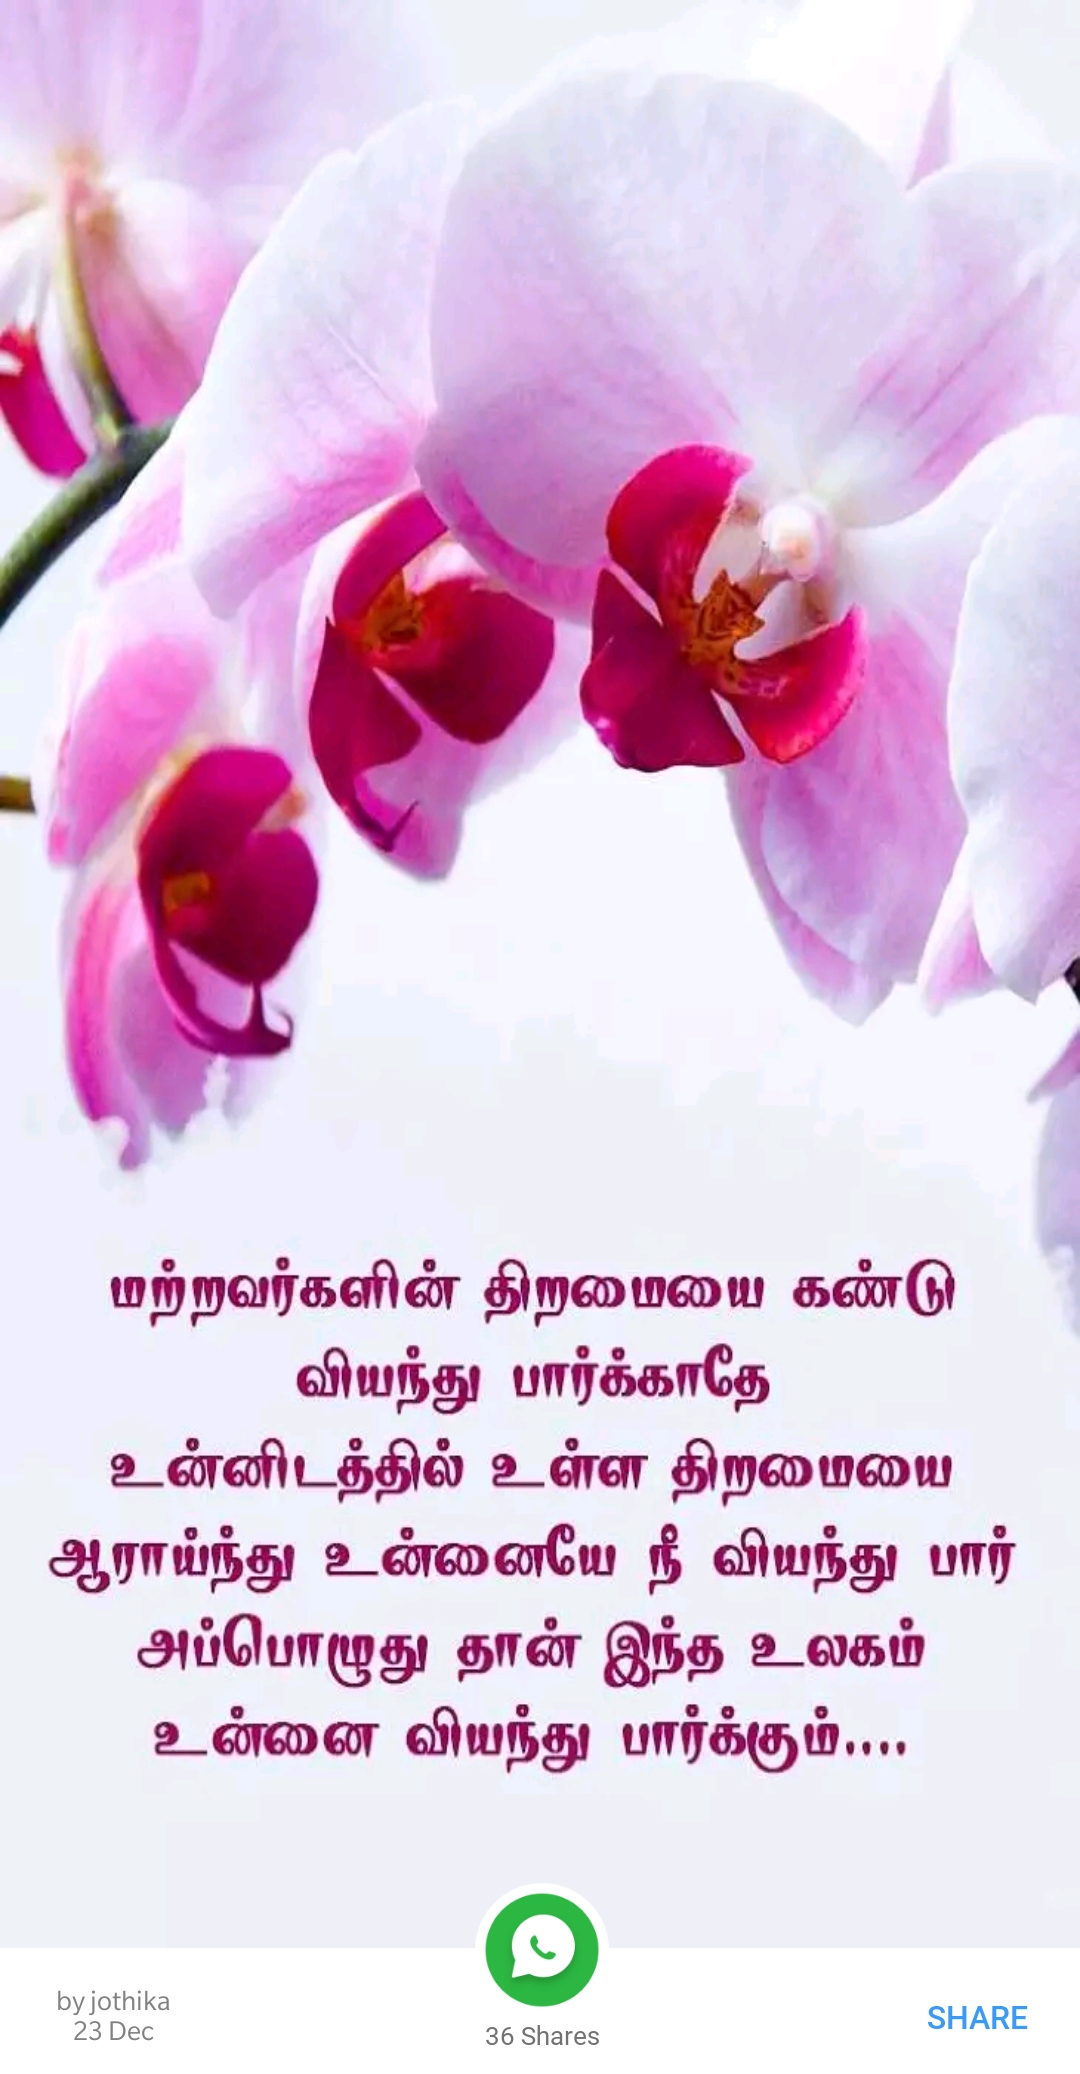 மற்றவர்களின் திறமையை கண்டு
வியந்து பார்க்காதே
உன்னிடத்தில் உள்ள திறமையை
ஆராய்ந்து உன்னையே நீ வியந்து பார்
அப்பொழுது தான் இந்த உலகம்
உன்னை வியந்து பார்க்கும்....
by jothika
23 Dec
36 Shares
SHARE